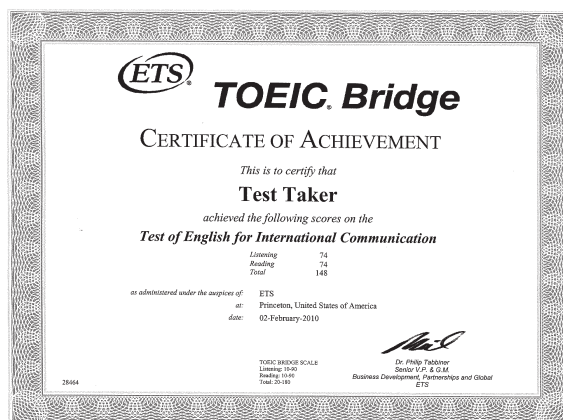 ETS®
TOEIC® Bridge
CERTIFICATE OF ACHIEVEMENT
This is to certify that
Test Taker
achieved the following scores on the
Test of English for International Communication
Listening 74
Reading 74
Total 148
as administered under the auspices of: ETS
at: Princeton, United States of America
date: 02-February-2010
TOEIC BRIDGE SCALE
Listening: 10-90
Reading: 10-90
Total: 20-180
Dr. Philip Tabbiner
Senior V.P. & G.M.
Business Development, Partnerships and Global
ETS
28464